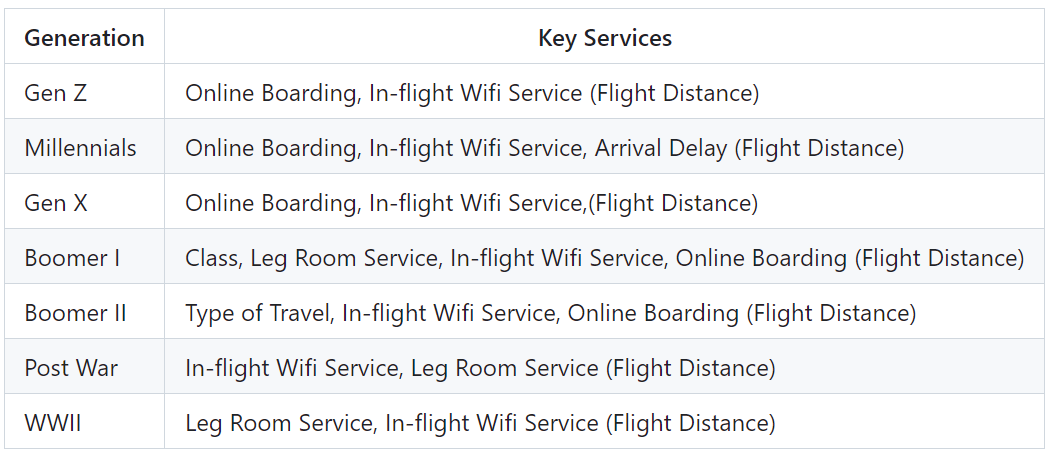 Generation Key Services
Gen Z Online Boarding, In-flight Wifi Service (Flight Distance)
Millennials Online Boarding, In-flight Wifi Service, Arrival Delay (Flight Distance)
Gen X Online Boarding, In-flight Wifi Service,(Flight Distance)
Boomer I Class, Leg Room Service, In-flight Wifi Service, Online Boarding (Flight Distance)
Boomer II Type of Travel, In-flight Wifi Service, Online Boarding (Flight Distance)
Post War In-flight Wifi Service, Leg Room Service (Flight Distance)
WWII Leg Room Service, In-flight Wifi Service (Flight Distance)